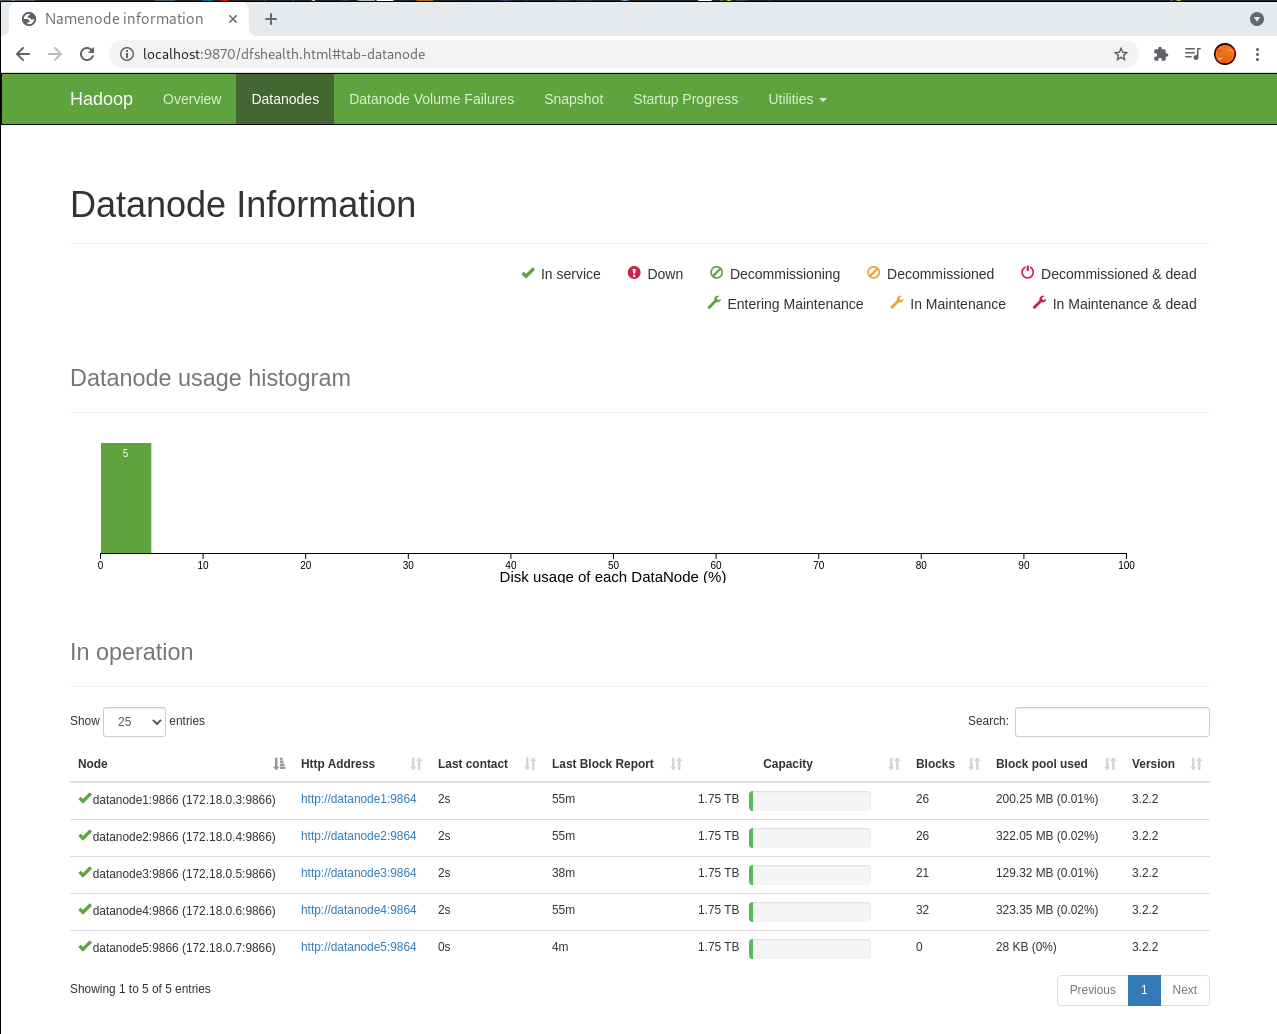 Namenode information
localhost:9870/dfshealth.html#tab-datanode
Hadoop Overview Datanodes Datanode Volume Failures Snapshot Startup Progress Utilities
Datanode Information
In service Down Decommissioning Decommissioned Decommissioned & dead
Entering Maintenance In Maintenance In Maintenance & dead
Datanode usage histogram
5
0 10 20 30 40 50 60 70 80 90 100
Disk usage of each DataNode (%)
In operation
Show 25 entries Search:
Node Http Address Last contact Last Block Report Capacity Blocks Block pool used Version
datanode1:9866 (172.18.0.3:9866) http://datanode1:9864 2s 55m 1.75 TB 26 200.25 MB (0.01%) 3.2.2
datanode2:9866 (172.18.0.4:9866) http://datanode2:9864 2s 55m 1.75 TB 26 322.05 MB (0.02%) 3.2.2
datanode3:9866 (172.18.0.5:9866) http://datanode3:9864 2s 38m 1.75 TB 21 129.32 MB (0.01%) 3.2.2
datanode4:9866 (172.18.0.6:9866) http://datanode4:9864 2s 55m 1.75 TB 32 323.35 MB (0.02%) 3.2.2
datanode5:9866 (172.18.0.7:9866) http://datanode5:9864 0s 4m 1.75 TB 0 28 KB (0%) 3.2.2
Showing 1 to 5 of 5 entries Previous 1 Next